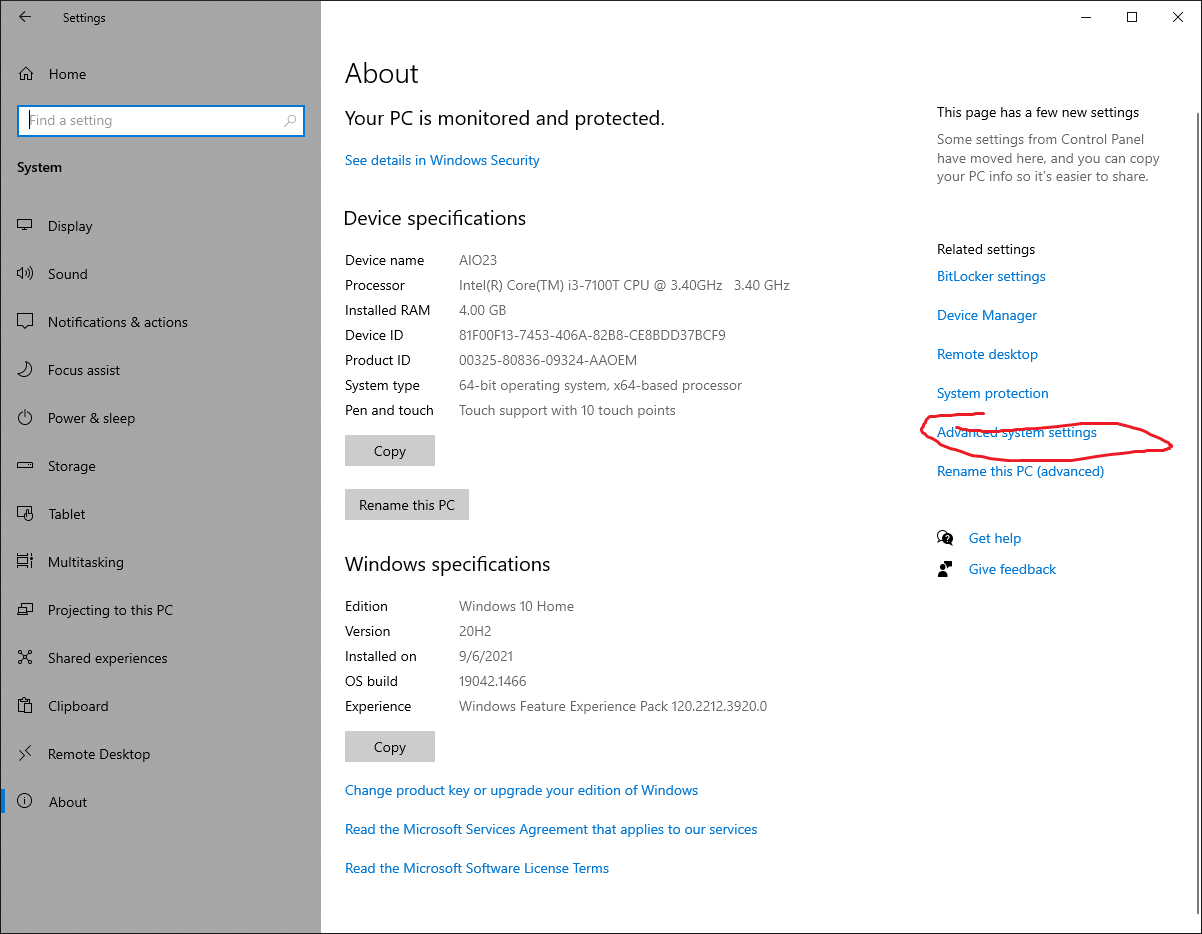 Settings
Home
Find a setting
System
Display
Sound
Notifications & actions
Focus assist
Power & sleep
Storage
Tablet
Multitasking
Projecting to this PC
Shared experiences
Clipboard
Remote Desktop
About
About
Your PC is monitored and protected.
See details in Windows Security
Device specifications
Device name AIO23
Processor Intel(R) Core(TM) i3-7100T CPU @ 3.40GHz 3.40 GHz
Installed RAM 4.00 GB
Device ID 81F00F13-7453-406A-82B8-CE8BDD37BCF9
Product ID 00325-80836-09324-AAOEM
System type 64-bit operating system, x64-based processor
Pen and touch Touch support with 10 touch points
Copy
Rename this PC
Windows specifications
Edition Windows 10 Home
Version 20H2
Installed on 9/6/2021
OS build 19042.1466
Experience Windows Feature Experience Pack 120.2212.3920.0
Copy
Change product key or upgrade your edition of Windows
Read the Microsoft Services Agreement that applies to our services
Read the Microsoft Software License Terms
This page has a few new settings
Some settings from Control Panel
have moved here, and you can copy
your PC info so it's easier to share.
Related settings
BitLocker settings
Device Manager
Remote desktop
System protection
Advanced system settings
Rename this PC (advanced)
Get help
Give feedback